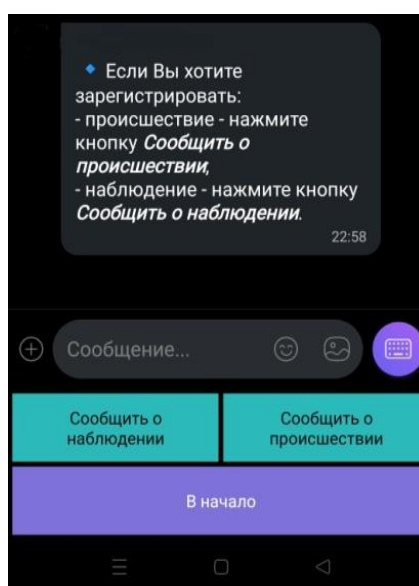 Если Вы хотите
зарегистрировать:
- происшествие - нажмите
кнопку Сообщить о
происшествии,
- наблюдение - нажмите кнопку
Сообщить о наблюдении.
22:58
Сообщение...
Сообщить о
наблюдении
Сообщить о
происшествии
В начало